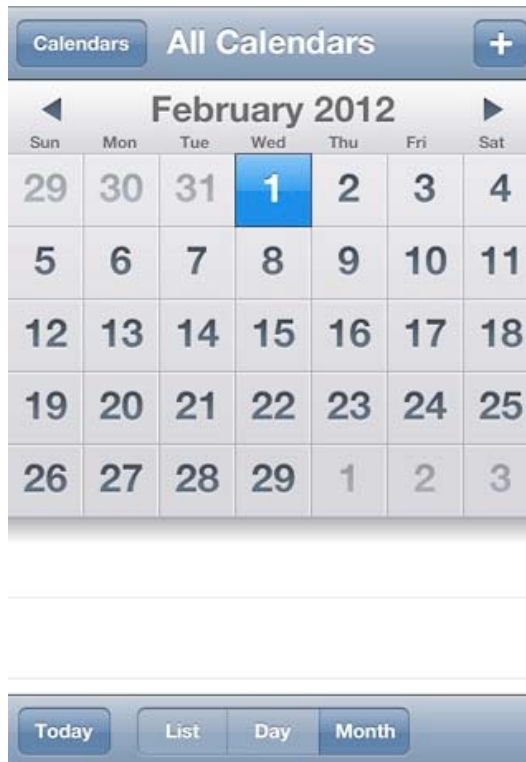 Calendars All Calendars +
February 2012
Sun Mon Tue Wed Thu Fri Sat
29 30 31 1 2 3 4
5 6 7 8 9 10 11
12 13 14 15 16 17 18
19 20 21 22 23 24 25
26 27 28 29 1 2 3
Today List Day Month